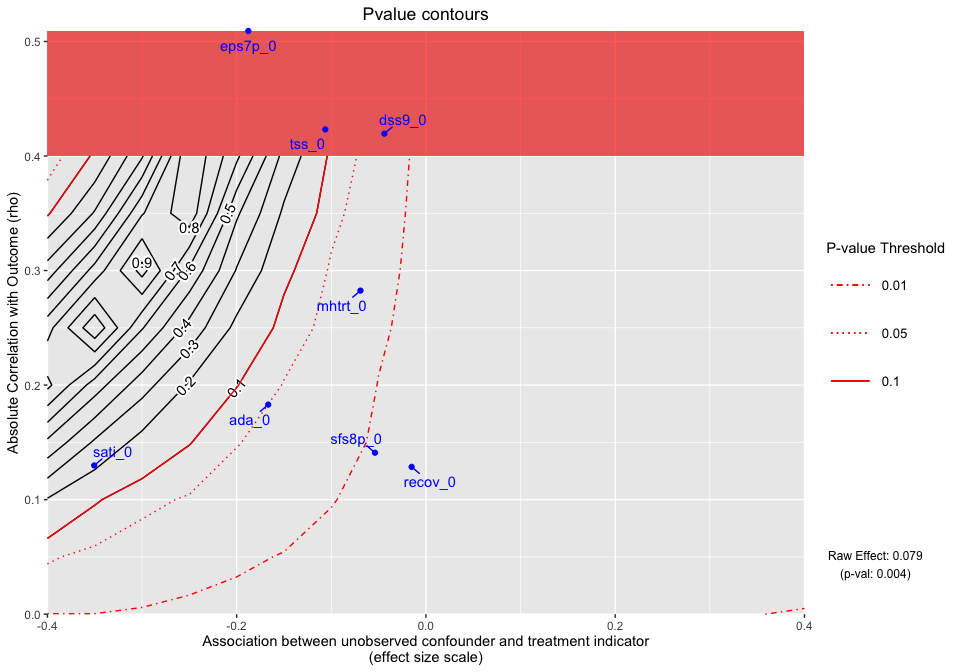 Pvalue contours
0.5
0.4
0.3
0.2
0.1
0.0
Absolute Correlation with Outcome (rho)
eps7p_0
dss9_0
tss_0
mhtrt_0
ada_0
sfs8p_0
sati_0
recov_0
0.8
0.5
0.9
0.7
0.6
0.4
0.3
0.2
0.1
-0.4
-0.2
0.0
0.2
0.4
Association between unobserved confounder and treatment indicator
(effect size scale)
P-value Threshold
0.01
0.05
0.1
Raw Effect: 0.079
(p-val: 0.004)